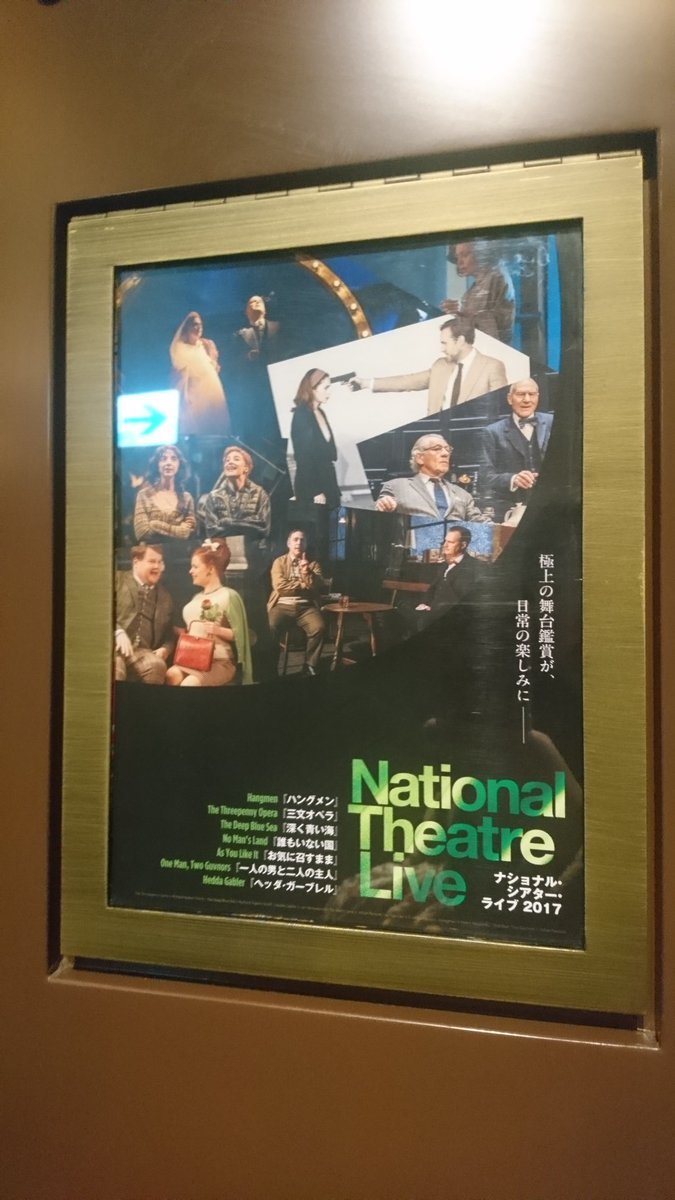 極上の舞台鑑賞が、
日常の楽しみに——
Hangmen『ハングメン』
The Threepenny Opera『三文オペラ』
The Deep Blue Sea『深く青い海』
No Man's Land『誰もいない国』
As You Like It『お気に召すまま』
One Man, Two Guvnors『一人の男と二人の主人』
Hedda Gabler『ヘッダ・ガーブレル』
National
Theatre
Live
ナショナル・
シアター・
ライブ 2017